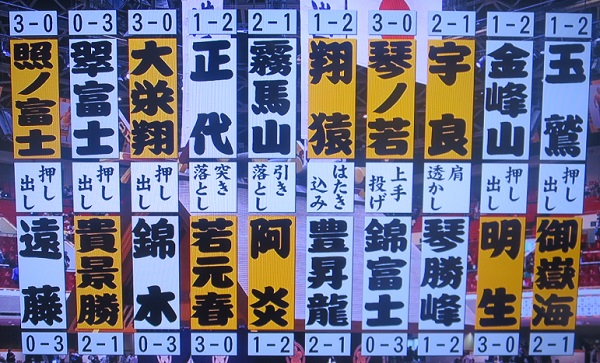 1-2
玉鷲
押し
出し
御嶽海
2-1
1-2
金峰山
押し
出し
明生
3-0
2-1
宇良
肩
透かし
琴勝峰
1-2
3-0
琴ノ若
上手
投げ
錦富士
0-3
1-2
翔猿
はたき
込み
豊昇龍
2-1
2-1
霧馬山
引き
落とし
阿炎
1-2
1-2
正代
突き
落とし
若元春
3-0
3-0
大栄翔
押し
出し
錦木
0-3
0-3
翠富士
押し
出し
貴景勝
2-1
3-0
照ノ富士
押し
出し
遠藤
0-3